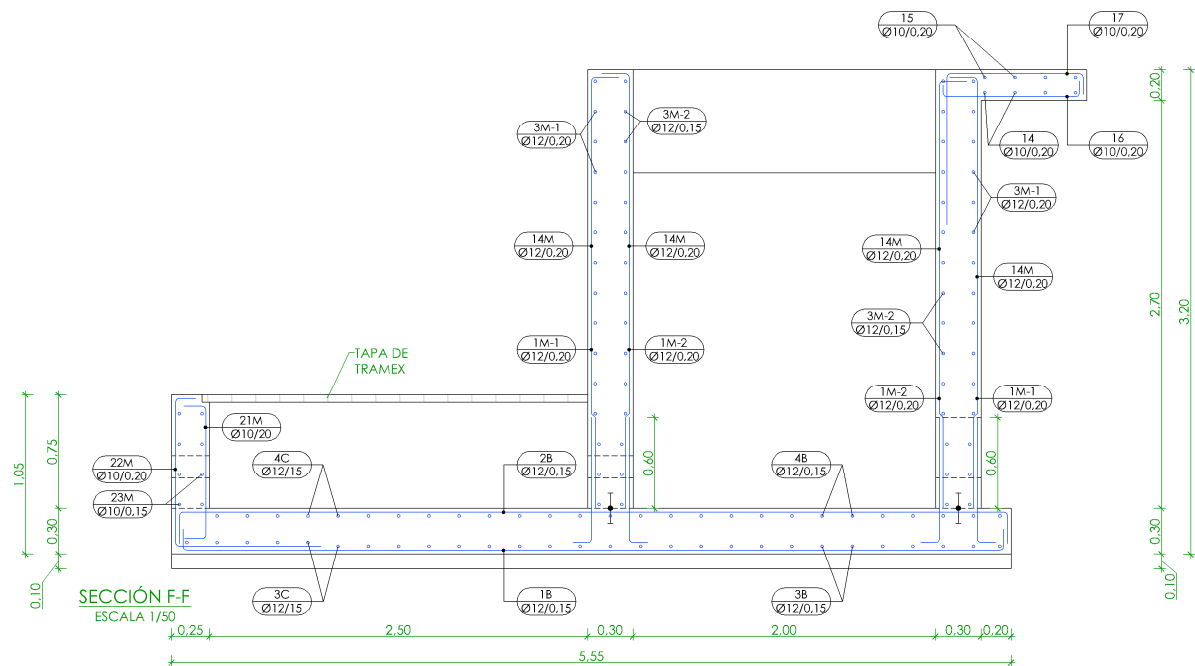 15
Ø10/0,20
17
Ø10/0,20
3M-1
Ø12/0,20
3M-2
Ø12/0,15
14
Ø10/0,20
16
Ø10/0,20
0,20
3M-1
Ø12/0,20
14M
Ø12/0,20
14M
Ø12/0,20
14M
Ø12/0,20
14M
Ø12/0,20
2,70
3,20
3M-2
Ø12/0,15
1M-1
Ø12/0,20
1M-2
Ø12/0,20
TAPA DE
TRAMEX
1M-2
Ø12/0,20
1M-1
Ø12/0,20
21M
Ø10/20
0,75
1,05
22M
Ø10/0,20
4C
Ø12/15
2B
Ø12/0,15
0,60
4B
Ø12/0,15
0,60
23M
Ø10/0,15
0,30
0,30
0,10
0,10
3C
Ø12/15
1B
Ø12/0,15
3B
Ø12/0,15
SECCIÓN F-F
ESCALA 1/50
0,25
2,50
0,30
2,00
0,30
0,20
5,55